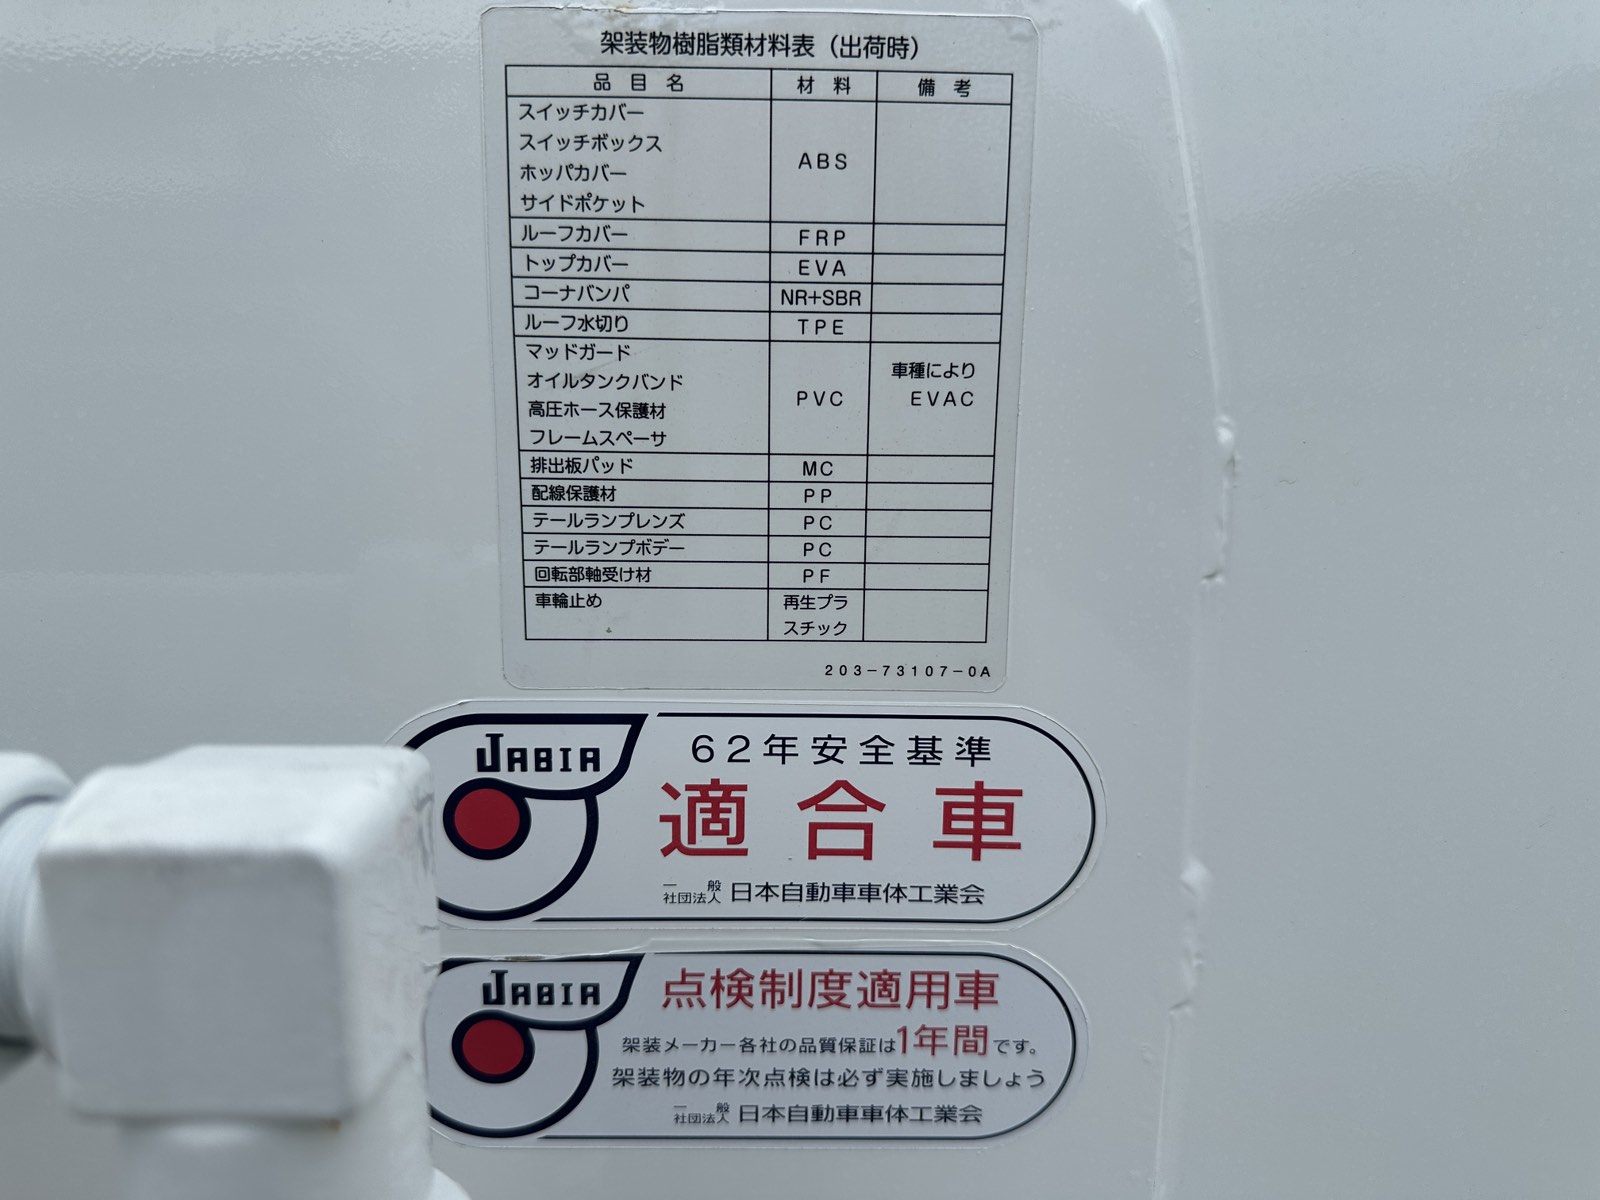 架装物樹脂類材料表（出荷時）
品目名 材料 備考
スイッチカバー
スイッチボックス
ホッパカバー
サイドポケット
ABS
ルーフカバー FRP
トップカバー EVA
コーナバンパ NR+SBR
ルーフ水切り TPE
マッドガード
オイルタンクバンド
高圧ホース保護材
フレームスペーサ
PVC
車種により
EVAC
排出板パッド MC
配線保護材 PP
テールランプレンズ PC
テールランプボデー PC
回転部軸受け材 PF
車輪止め 再生プラ
スチック
203-73107-0A
JABIA
62年安全基準
適合車
一般社団法人 日本自動車車体工業会
JABIA
点検制度適用車
架装メーカー各社の品質保証は1年間です。
架装物の年次点検は必ず実施しましょう
一般社団法人 日本自動車車体工業会